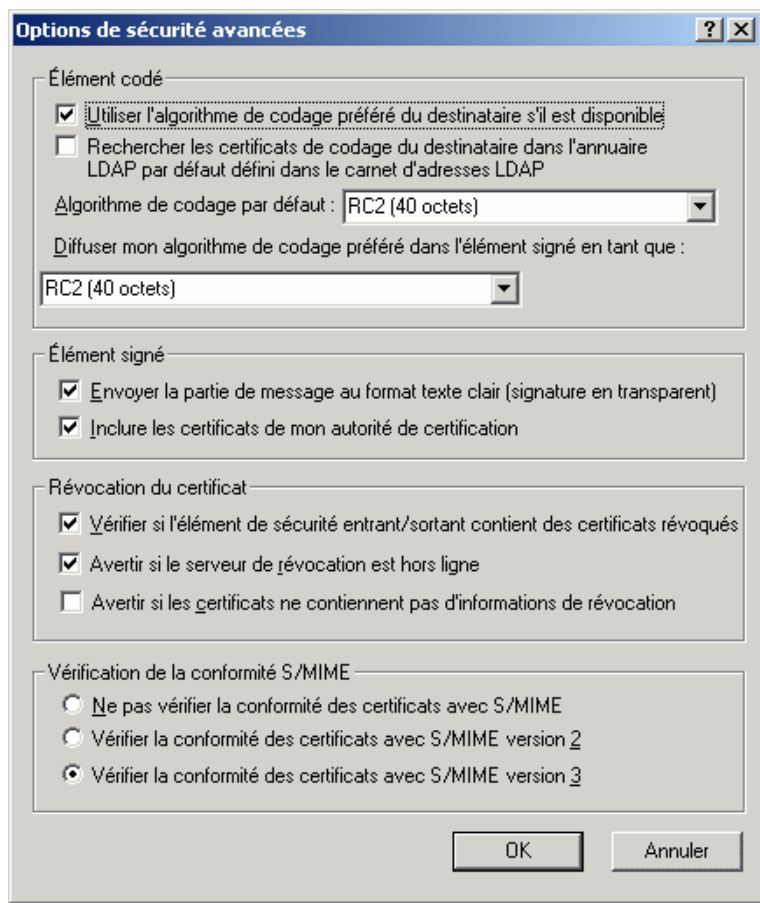 Options de sécurité avancées
Élément codé
Utiliser l'algorithme de codage préféré du destinataire s'il est disponible
Rechercher les certificats de codage du destinataire dans l'annuaire
LDAP par défaut défini dans le carnet d'adresses LDAP
Algorithme de codage par défaut : RC2 (40 octets)
Diffuser mon algorithme de codage préféré dans l'élément signé en tant que :
RC2 (40 octets)
Élément signé
Envoyer la partie de message au format texte clair (signature en transparent)
Inclure les certificats de mon autorité de certification
Révocation du certificat
Vérifier si l'élément de sécurité entrant/sortant contient des certificats révoqués
Avertir si le serveur de révocation est hors ligne
Avertir si les certificats ne contiennent pas d'informations de révocation
Vérification de la conformité S/MIME
Ne pas vérifier la conformité des certificats avec S/MIME
Vérifier la conformité des certificats avec S/MIME version 2
Vérifier la conformité des certificats avec S/MIME version 3
OK Annuler